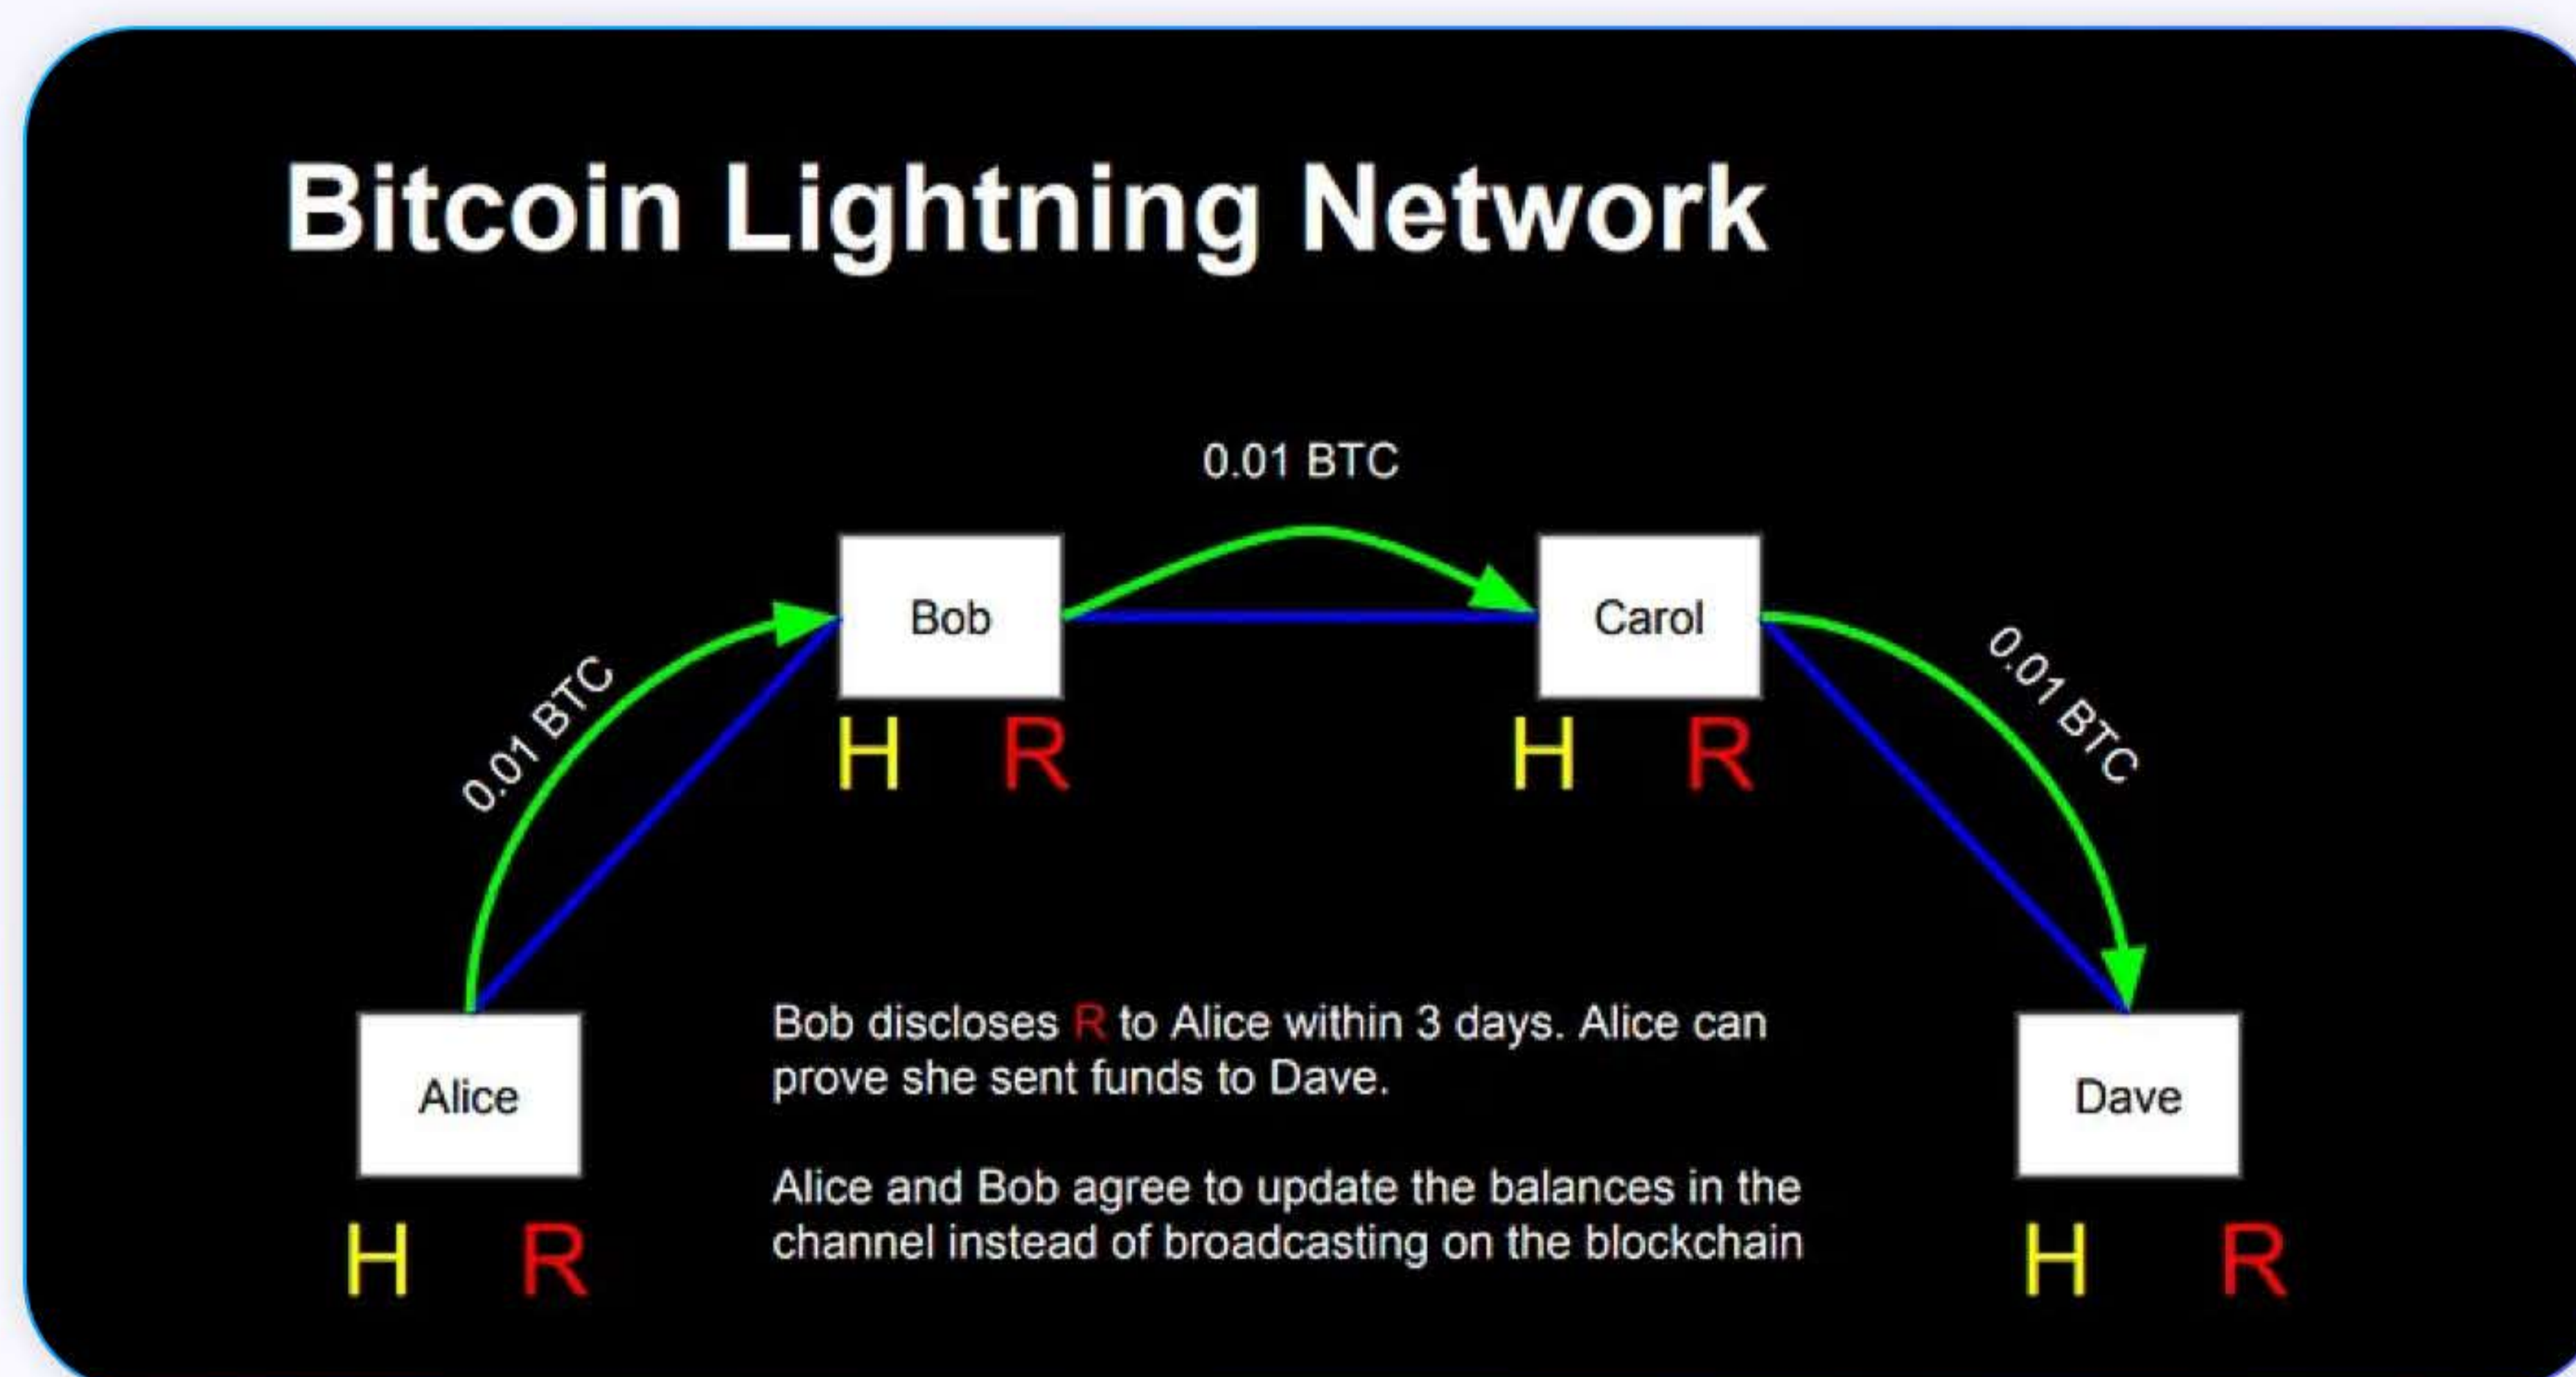 Bitcoin Lightning Network
0.01 BTC
0.01 BTC
0.01 BTC
Bob
Carol
H R
H R
Alice
Dave
H R
H R
Bob discloses R to Alice within 3 days. Alice can
prove she sent funds to Dave.
Alice and Bob agree to update the balances in the
channel instead of broadcasting on the blockchain